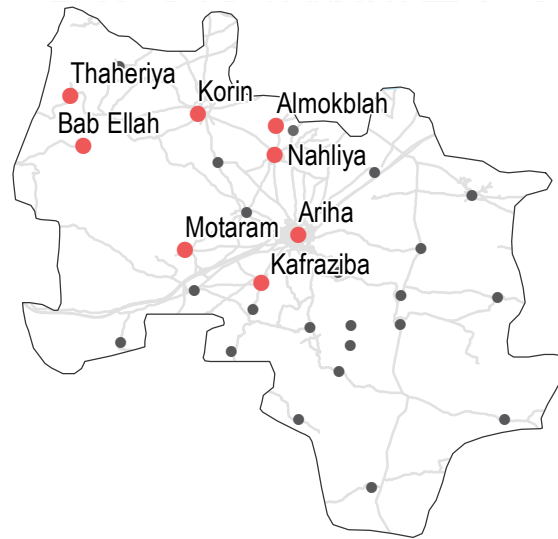 Thaheriya
Korin
Almokblah
Bab Ellah
Nahliya
Ariha
Motaram
Kafraziba